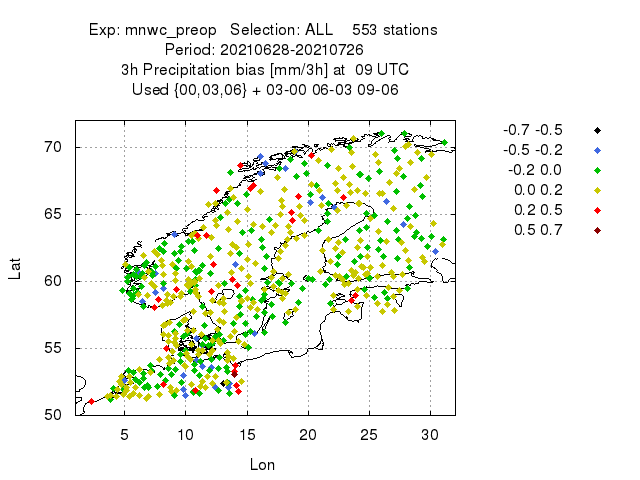 Exp: mnwc_preop   Selection: ALL    553 stations
Period: 20210628-20210726
3h Precipitation bias [mm/3h] at  09 UTC
Used {00,03,06} + 03-00 06-03 09-06
-0.7 -0.5
-0.5 -0.2
-0.2 0.0
0.0 0.2
0.2 0.5
0.5 0.7
70
65
60
55
50
Lat
5 10 15 20 25 30
Lon